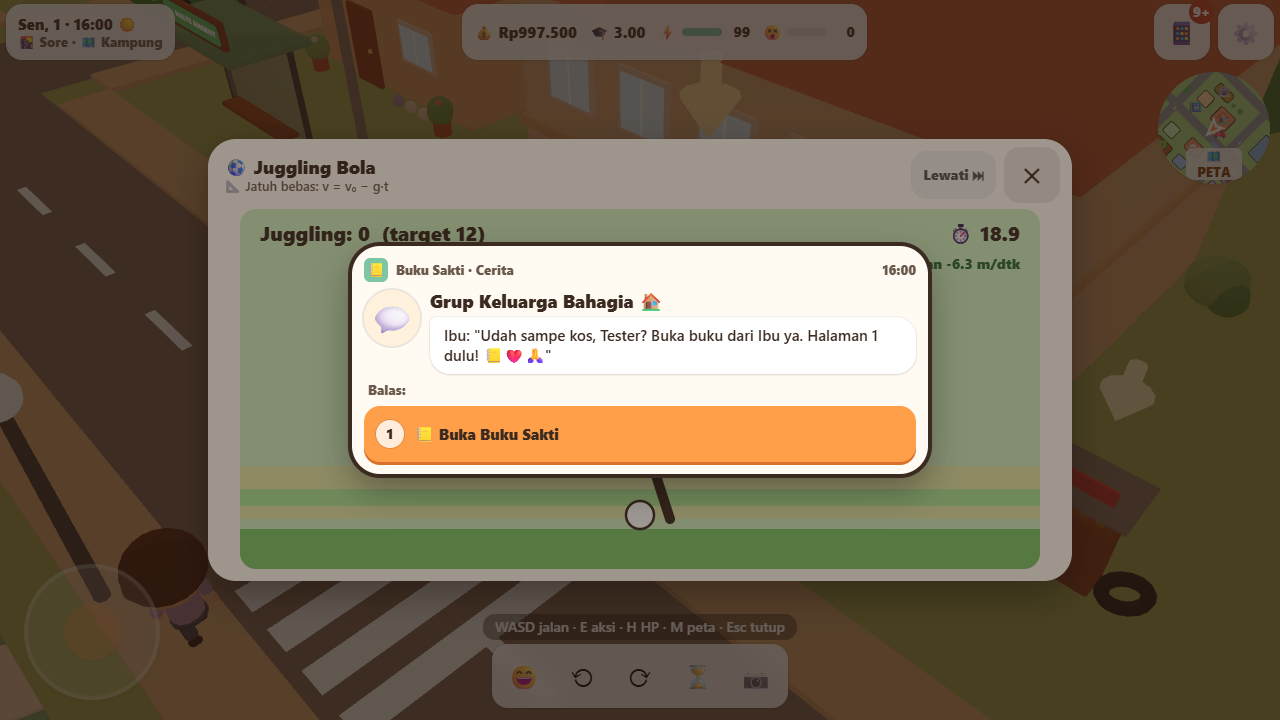 Sen, 1 · 16:00
Sore · Kampung
Rp997.500
3.00
99
0
9+
PETA
Juggling Bola
Jatuh bebas: v = v₀ − g·t
Lewati
Juggling: 0 (target 12)
18.9
-6.3 m/dtk
Buku Sakti · Cerita
16:00
Grup Keluarga Bahagia
Ibu: "Udah sampe kos, Tester? Buka buku dari Ibu ya. Halaman 1
dulu! 📒 ❤️ 🙏"
Balas:
1 Buka Buku Sakti
WASD jalan · E aksi · H HP · M peta · Esc tutup